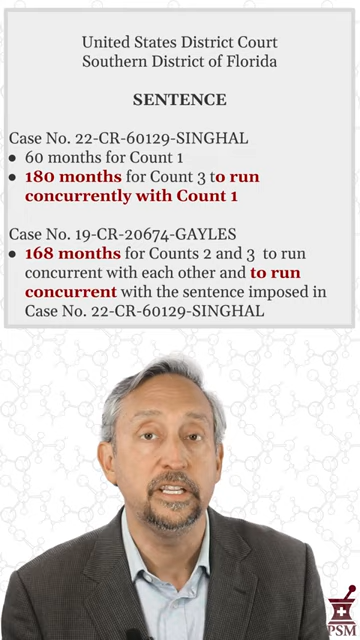 United States District Court
Southern District of Florida
SENTENCE
Case No. 22-CR-60129-SINGHAL
● 60 months for Count 1
● 180 months for Count 3 to run
concurrently with Count 1
Case No. 19-CR-20674-GAYLES
● 168 months for Counts 2 and 3 to run
concurrent with each other and to run
concurrent with the sentence imposed in
Case No. 22-CR-60129-SINGHAL
PSM